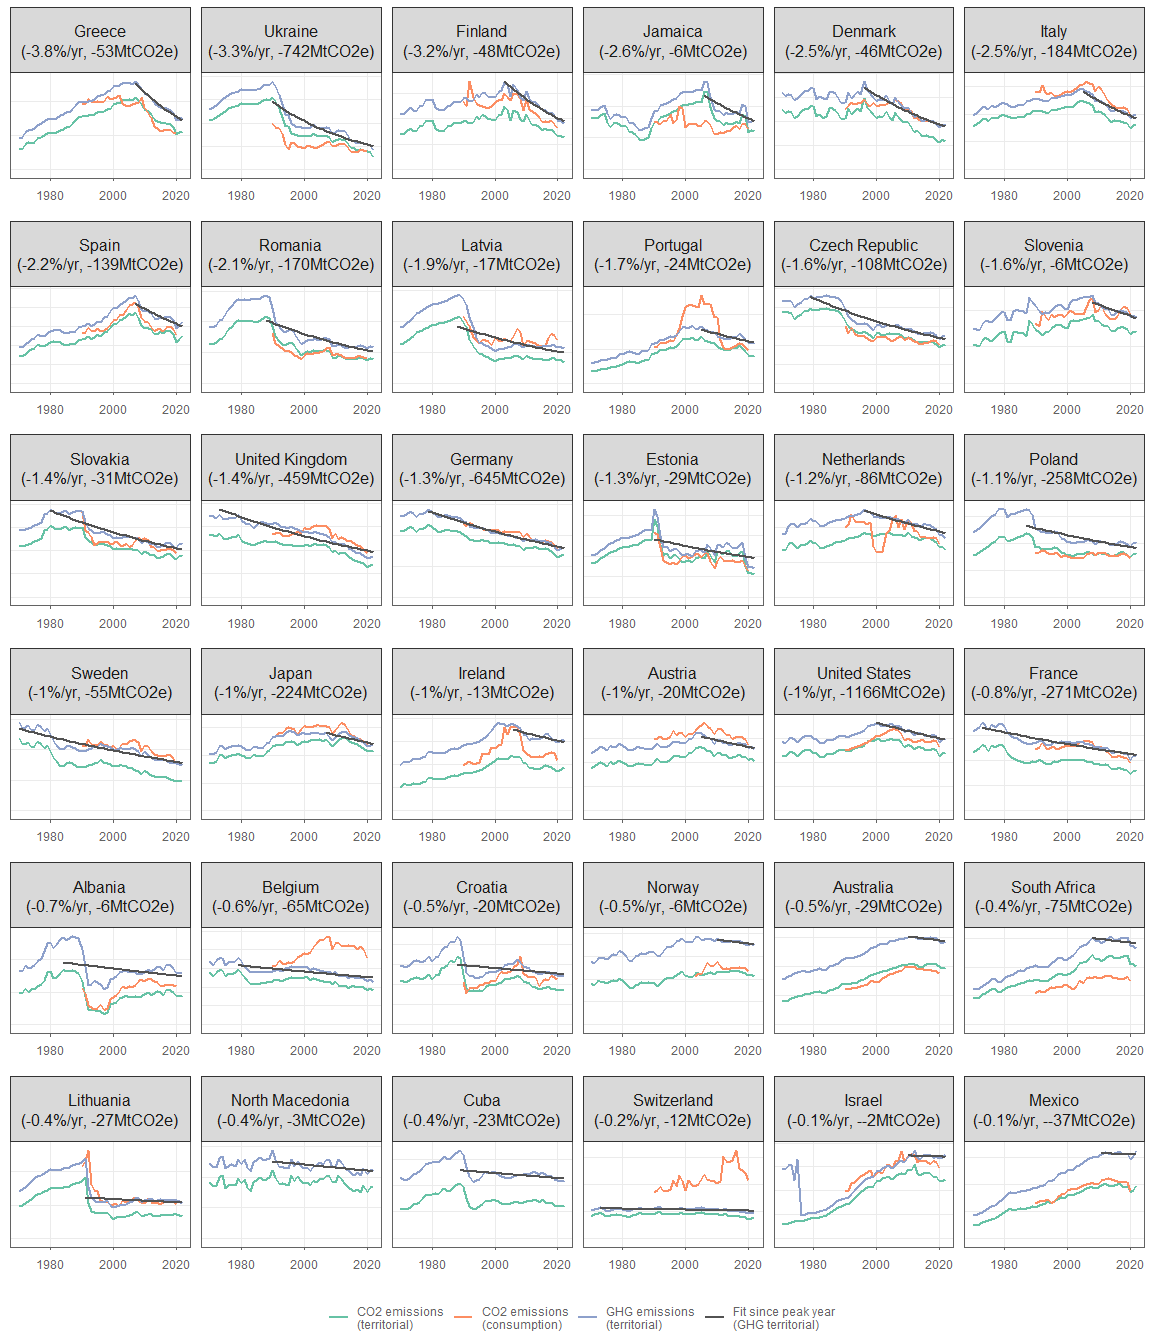 Greece
(-3.8%/yr, -53MtCO2e)
Ukraine
(-3.3%/yr, -742MtCO2e)
Finland
(-3.2%/yr, -48MtCO2e)
Jamaica
(-2.6%/yr, -6MtCO2e)
Denmark
(-2.5%/yr, -46MtCO2e)
Italy
(-2.5%/yr, -184MtCO2e)
1980 2000 2020 1980 2000 2020 1980 2000 2020 1980 2000 2020 1980 2000 2020 1980 2000 2020
Spain
(-2.2%/yr, -139MtCO2e)
Romania
(-2.1%/yr, -170MtCO2e)
Latvia
(-1.9%/yr, -17MtCO2e)
Portugal
(-1.7%/yr, -24MtCO2e)
Czech Republic
(-1.6%/yr, -108MtCO2e)
Slovenia
(-1.6%/yr, -6MtCO2e)
1980 2000 2020 1980 2000 2020 1980 2000 2020 1980 2000 2020 1980 2000 2020 1980 2000 2020
Slovakia
(-1.4%/yr, -31MtCO2e)
United Kingdom
(-1.4%/yr, -459MtCO2e)
Germany
(-1.3%/yr, -645MtCO2e)
Estonia
(-1.3%/yr, -29MtCO2e)
Netherlands
(-1.2%/yr, -86MtCO2e)
Poland
(-1.1%/yr, -258MtCO2e)
1980 2000 2020 1980 2000 2020 1980 2000 2020 1980 2000 2020 1980 2000 2020 1980 2000 2020
Sweden
(-1%/yr, -55MtCO2e)
Japan
(-1%/yr, -224MtCO2e)
Ireland
(-1%/yr, -13MtCO2e)
Austria
(-1%/yr, -20MtCO2e)
United States
(-1%/yr, -1166MtCO2e)
France
(-0.8%/yr, -271MtCO2e)
1980 2000 2020 1980 2000 2020 1980 2000 2020 1980 2000 2020 1980 2000 2020 1980 2000 2020
Albania
(-0.7%/yr, -6MtCO2e)
Belgium
(-0.6%/yr, -65MtCO2e)
Croatia
(-0.5%/yr, -20MtCO2e)
Norway
(-0.5%/yr, -6MtCO2e)
Australia
(-0.5%/yr, -29MtCO2e)
South Africa
(-0.4%/yr, -75MtCO2e)
1980 2000 2020 1980 2000 2020 1980 2000 2020 1980 2000 2020 1980 2000 2020 1980 2000 2020
Lithuania
(-0.4%/yr, -27MtCO2e)
North Macedonia
(-0.4%/yr, -3MtCO2e)
Cuba
(-0.4%/yr, -23MtCO2e)
Switzerland
(-0.2%/yr, -12MtCO2e)
Israel
(-0.1%/yr, --2MtCO2e)
Mexico
(-0.1%/yr, --37MtCO2e)
1980 2000 2020 1980 2000 2020 1980 2000 2020 1980 2000 2020 1980 2000 2020 1980 2000 2020
CO2 emissions
(territorial)
CO2 emissions
(consumption)
GHG emissions
(territorial)
Fit since peak year
(GHG territorial)